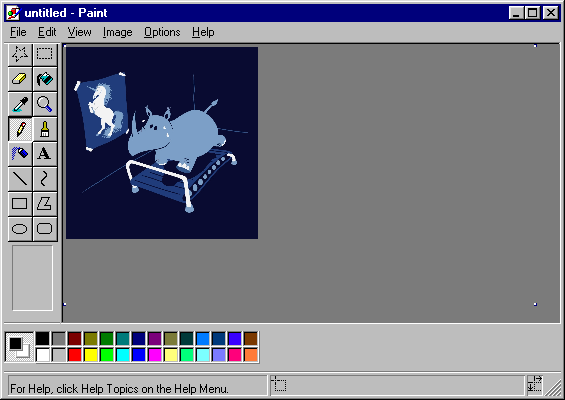 untitled - Paint
File Edit View Image Options Help
A
For Help, click Help Topics on the Help Menu.